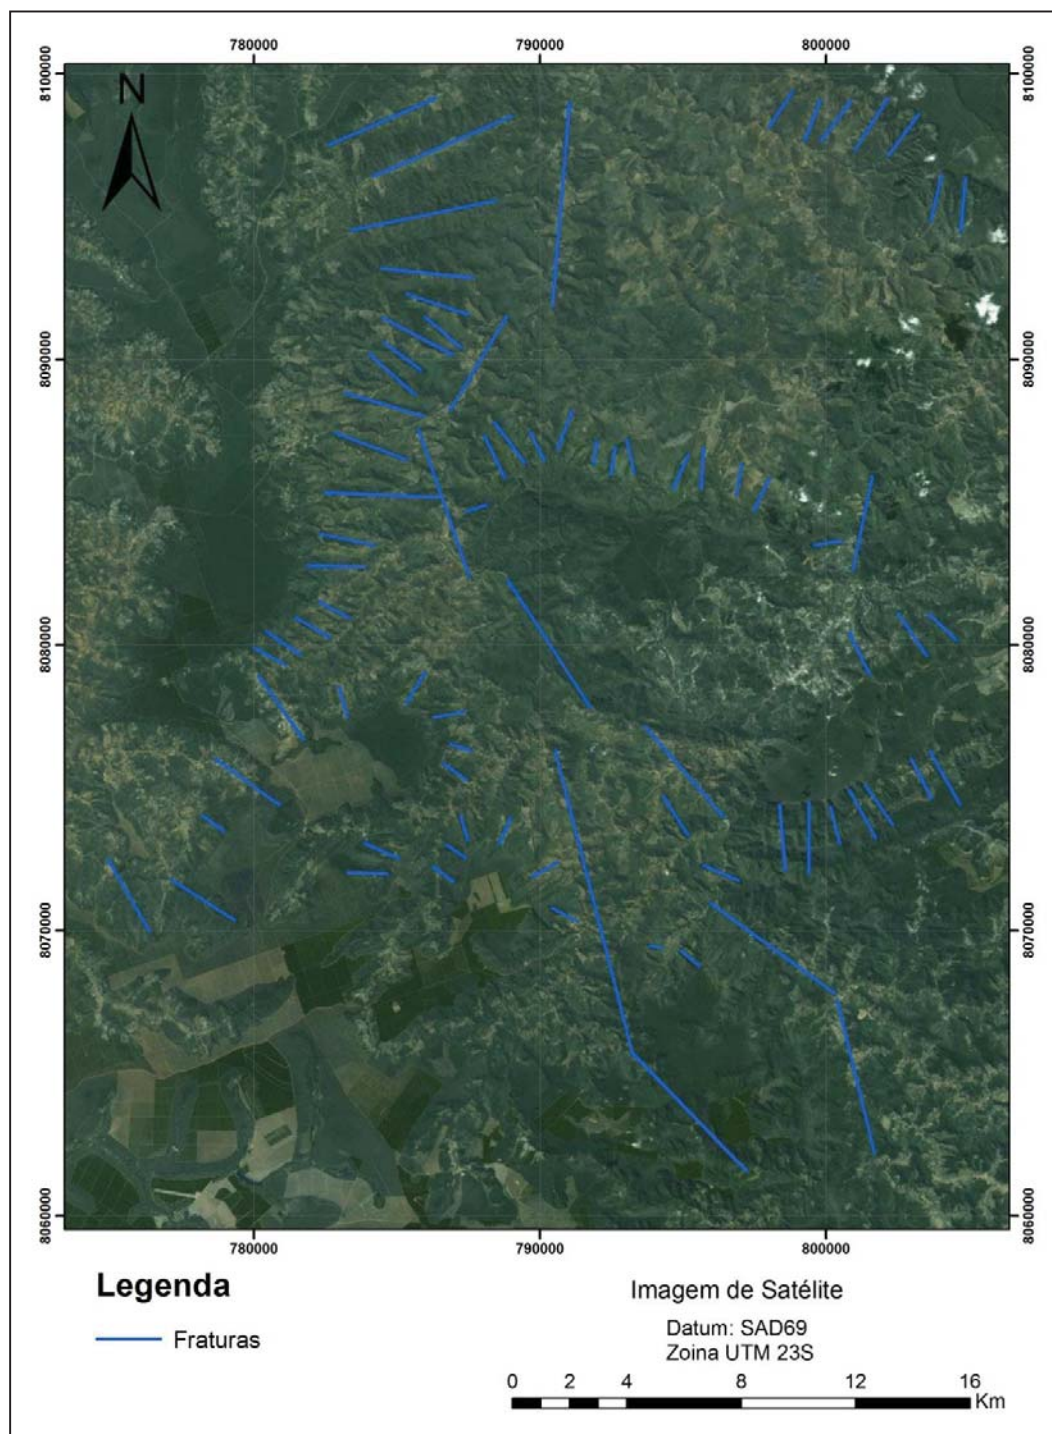 780000 790000 800000
8100000 8100000
N
8090000 8090000
8080000 8080000
8070000 8070000
8060000 8060000
780000 790000 800000
Legenda
Fraturas
Imagem de Satélite
Datum: SAD69
Zoina UTM 23S
0 2 4 8 12 16
Km